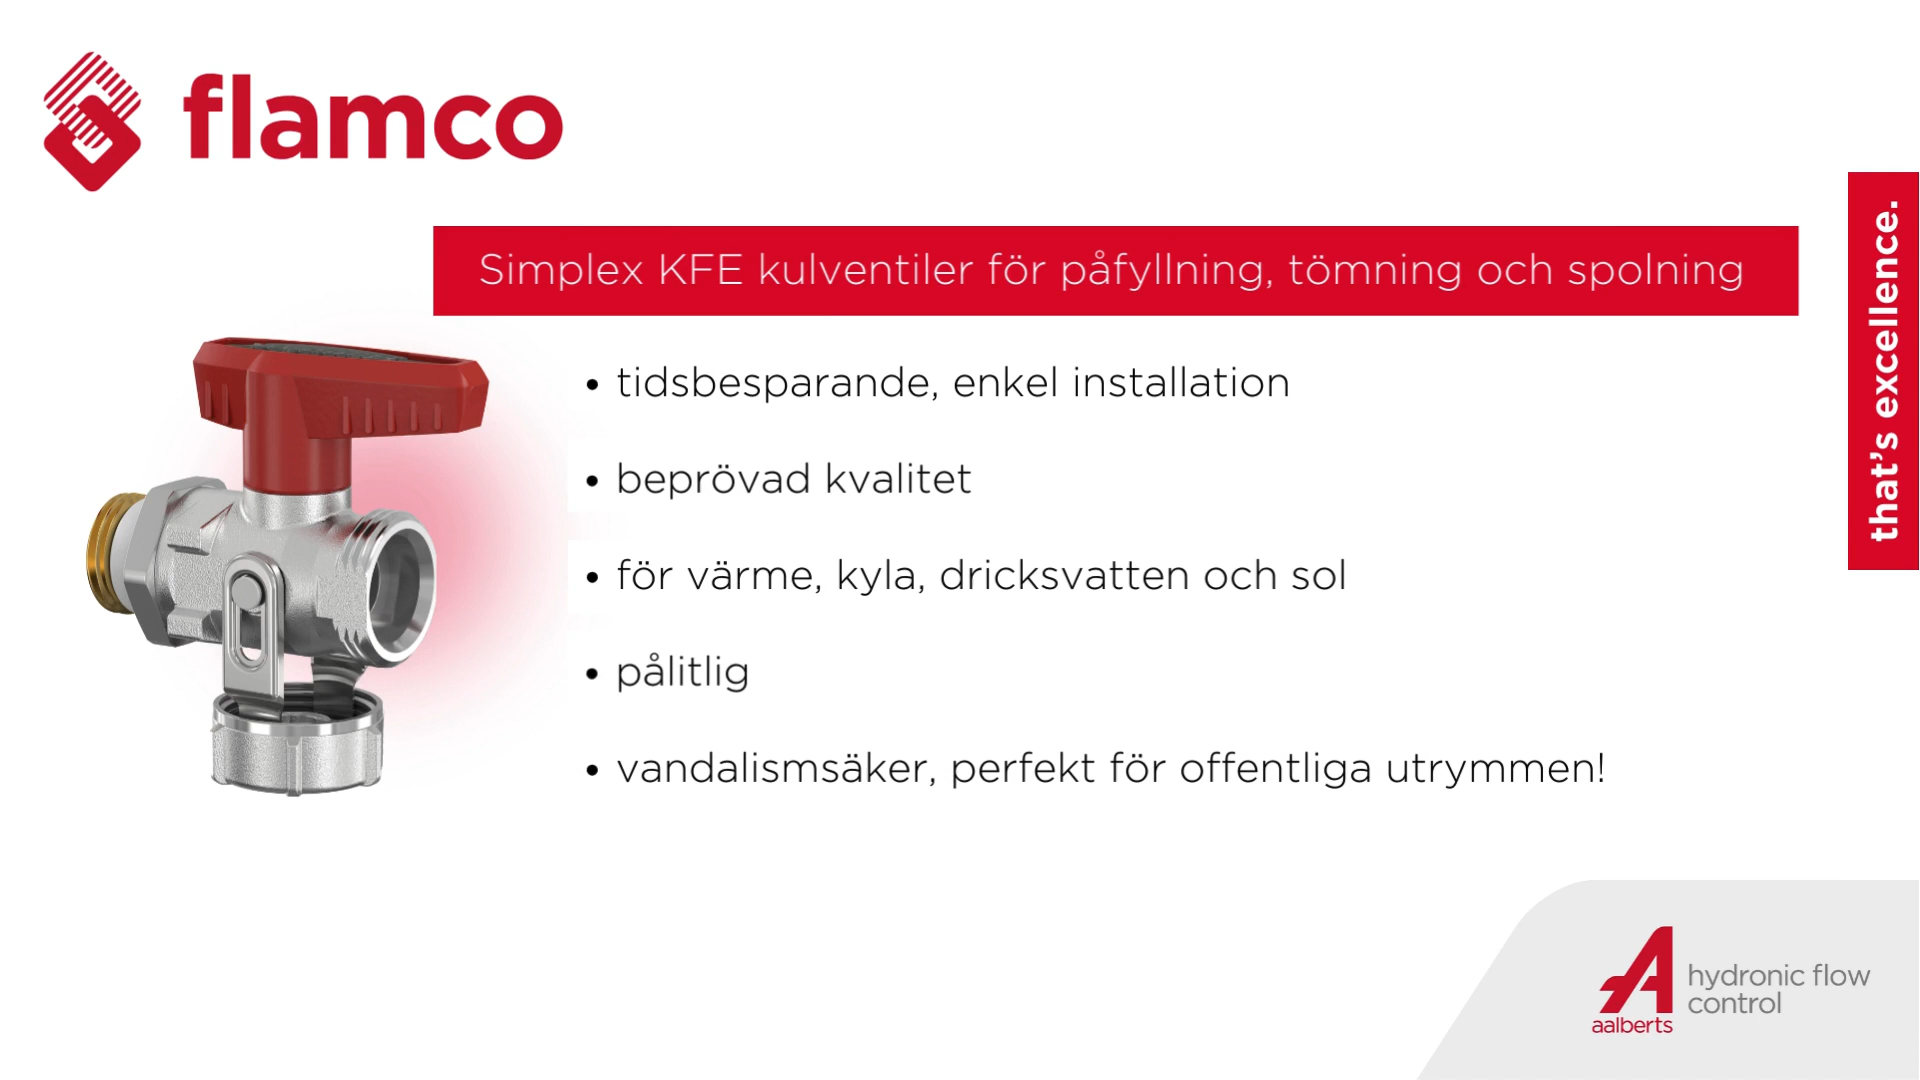 flamco
that's excellence.
Simplex KFE kulventiler för påfyllning, tömning och spolning
• tidsbesparande, enkel installation
• beprövad kvalitet
• för värme, kyla, dricksvatten och sol
• pålitlig
• vandalismsäker, perfekt för offentliga utrymmen!
hydronic flow
control
aalberts